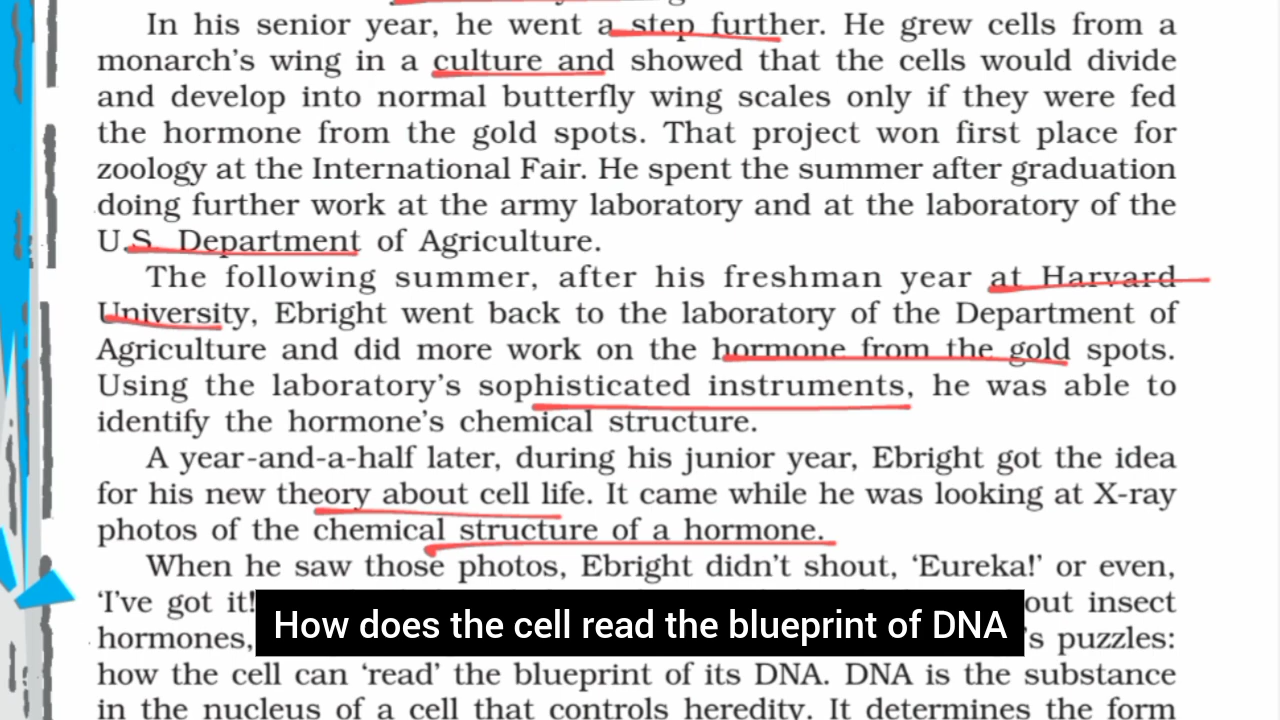 In his senior year, he went a step further. He grew cells from a
monarch's wing in a culture and showed that the cells would divide
and develop into normal butterfly wing scales only if they were fed
the hormone from the gold spots. That project won first place for
zoology at the International Fair. He spent the summer after graduation
doing further work at the army laboratory and at the laboratory of the
U.S. Department of Agriculture.
The following summer, after his freshman year at Harvard
University, Ebright went back to the laboratory of the Department of
Agriculture and did more work on the hormone from the gold spots.
Using the laboratory's sophisticated instruments, he was able to
identify the hormone's chemical structure.
A year-and-a-half later, during his junior year, Ebright got the idea
for his new theory about cell life. It came while he was looking at X-ray
photos of the chemical structure of a hormone.
When he saw those photos, Ebright didn't shout, 'Eureka!' or even,
'I've got it! out insect
How does the cell read the blueprint of DNA
hormones, 's puzzles:
how the cell can 'read' the blueprint of its DNA. DNA is the substance
in the nucleus of a cell that controls heredity. It determines the form